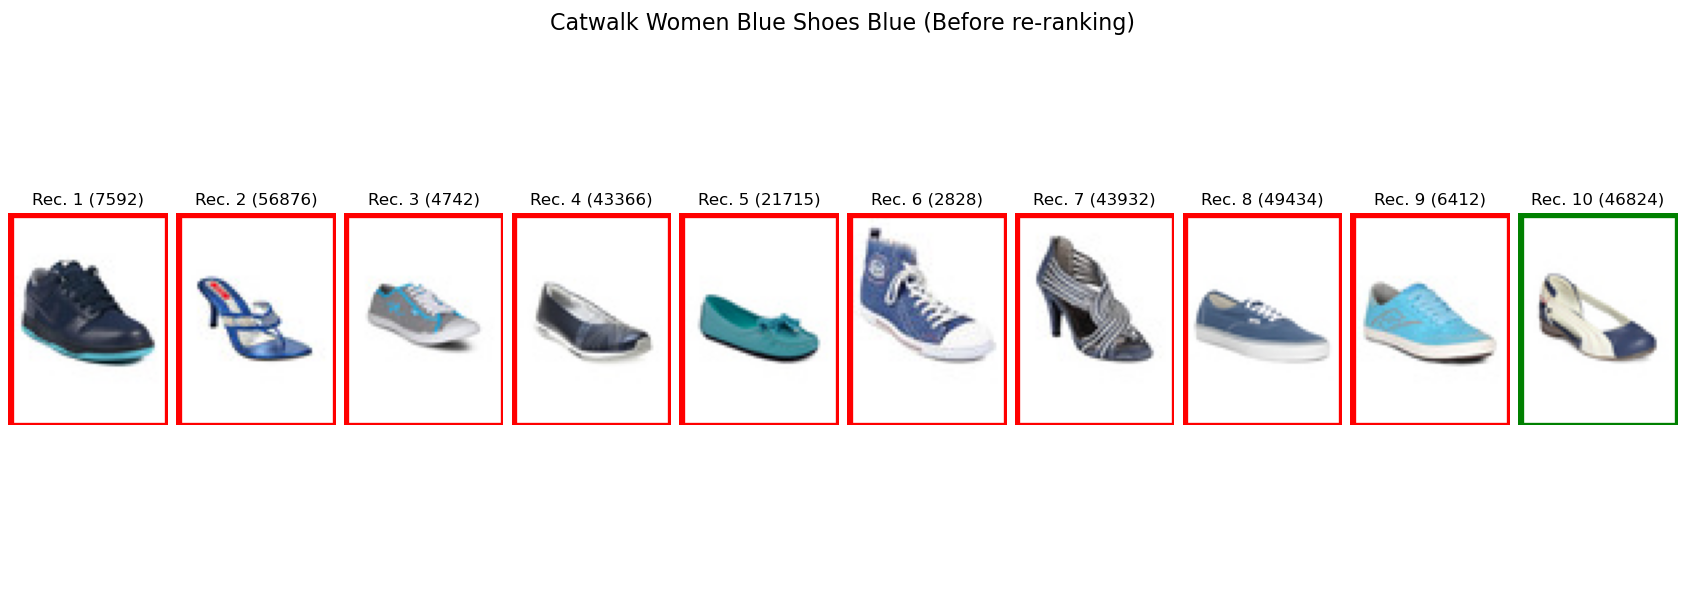 Catwalk Women Blue Shoes Blue (Before re-ranking)
Rec. 1 (7592)
Rec. 2 (56876)
Rec. 3 (4742)
Rec. 4 (43366)
Rec. 5 (21715)
Rec. 6 (2828)
Rec. 7 (43932)
Rec. 8 (49434)
Rec. 9 (6412)
Rec. 10 (46824)